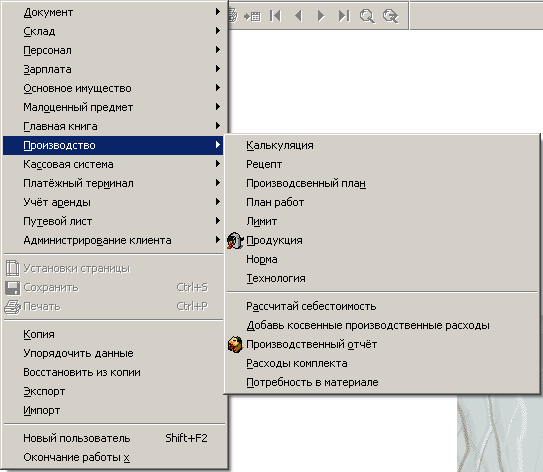 Документ
Склад
Персонал
Зарплата
Основное имущество
Малоценный предмет
Главная книга
Производство
Кассовая система
Платёжный терминал
Учёт аренды
Путевой лист
Администрирование клиента
Установки страницы
Сохранить Ctrl+S
Печать Ctrl+P
Копия
Упорядочить данные
Восстановить из копии
Экспорт
Импорт
Новый пользователь Shift+F2
Окончание работы x
Калькуляция
Рецепт
Производсвенный план
План работ
Лимит
Продукция
Норма
Технология
Рассчитай себестоимость
Добавь косвенные производственные расходы
Производственный отчёт
Расходы комплекта
Потребность в материале